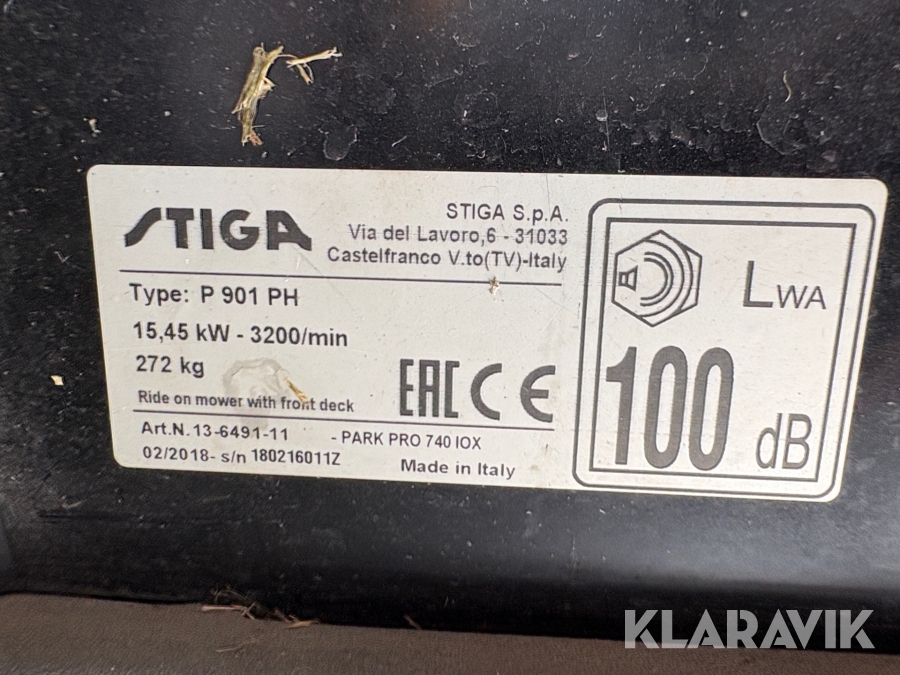 STIGA
STIGA S.p.A.
Via del Lavoro,6 - 31033
Castelfranco V.to(TV)-Italy
Type: P 901 PH
15,45 kW - 3200/min
272 kg
Ride on mower with front deck
EAC CE
Art.N. 13-6491-11 - PARK PRO 740 IOX
02/2018- s/n 180216011Z Made in Italy
LWA
100 dB
KLARAVIK